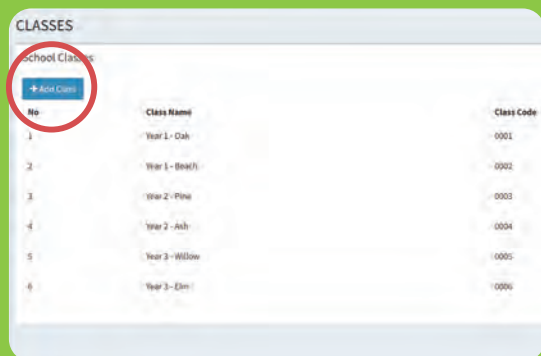 CLASSES
School Classes
+ Add Class
No Class Name Class Code
1 Year 1 - Oak 0001
2 Year 1 - Beach 0002
3 Year 2 - Pine 0003
4 Year 2 - Ash 0004
5 Year 3 - Willow 0005
6 Year 3 - Elm 0006